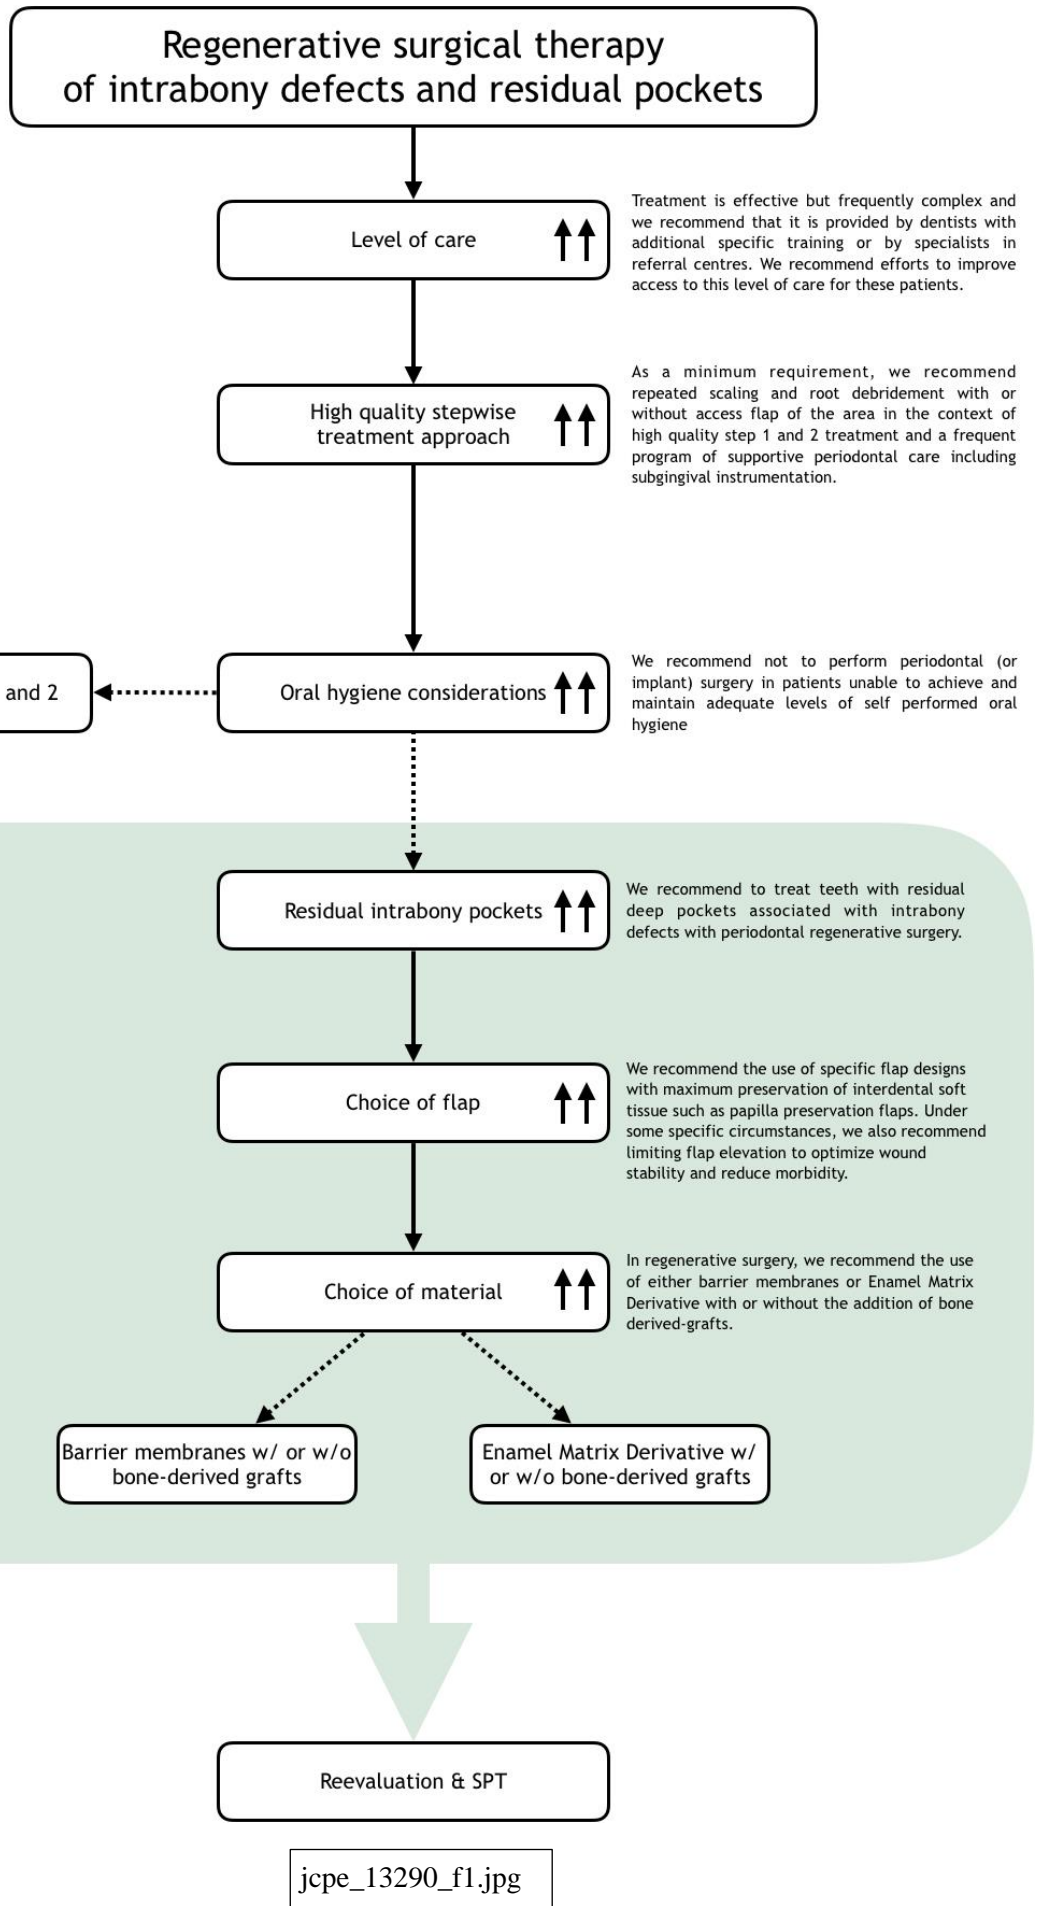 Regenerative surgical therapy
of intrabony defects and residual pockets
Level of care
Treatment is effective but frequently complex and
we recommend that it is provided by dentists with
additional specific training or by specialists in
referral centres. We recommend efforts to improve
access to this level of care for these patients.
High quality stepwise
treatment approach
As a minimum requirement, we recommend
repeated scaling and root debridement with or
without access flap of the area in the context of
high quality step 1 and 2 treatment and a frequent
program of supportive periodontal care including
subgingival instrumentation.
and 2
Oral hygiene considerations
We recommend not to perform periodontal (or
implant) surgery in patients unable to achieve and
maintain adequate levels of self performed oral
hygiene
Residual intrabony pockets
We recommend to treat teeth with residual
deep pockets associated with intrabony
defects with periodontal regenerative surgery.
Choice of flap
We recommend the use of specific flap designs
with maximum preservation of interdental soft
tissue such as papilla preservation flaps. Under
some specific circumstances, we also recommend
limiting flap elevation to optimize wound
stability and reduce morbidity.
Choice of material
In regenerative surgery, we recommend the use
of either barrier membranes or Enamel Matrix
Derivative with or without the addition of bone
derived-grafts.
Barrier membranes w/ or w/o
bone-derived grafts
Enamel Matrix Derivative w/
or w/o bone-derived grafts
Reevaluation & SPT
jcpe_13290_f1.jpg